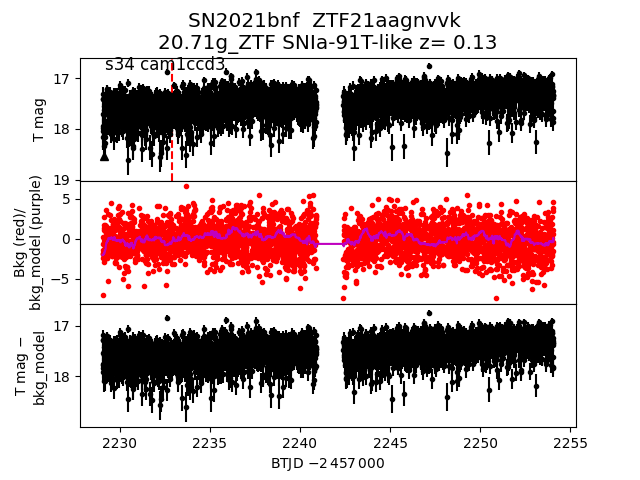 SN2021bnf  ZTF21aagnvvk
20.71g_ZTF SNIa-91T-like z= 0.13
s34 cam1ccd3
17
18
19
T mag
5
0
−5
Bkg (red)/
bkg_model (purple)
17
18
T mag −
bkg_model
2230
2235
2240
2245
2250
2255
BTJD −2 457 000